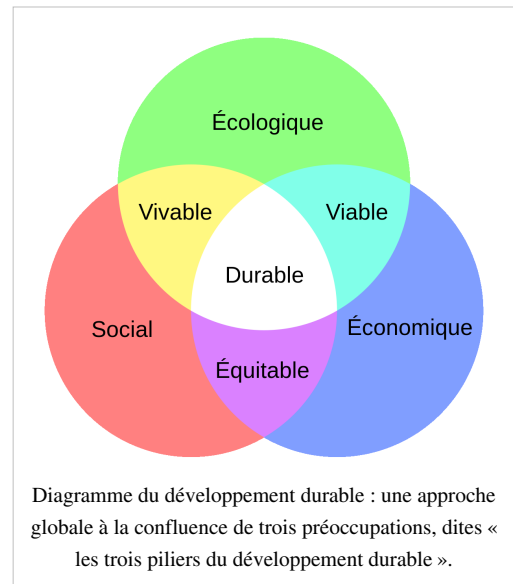 Écologique
Vivable
Viable
Durable
Social
Économique
Équitable
Diagramme du développement durable : une approche
globale à la confluence de trois préoccupations, dites «
les trois piliers du développement durable ».